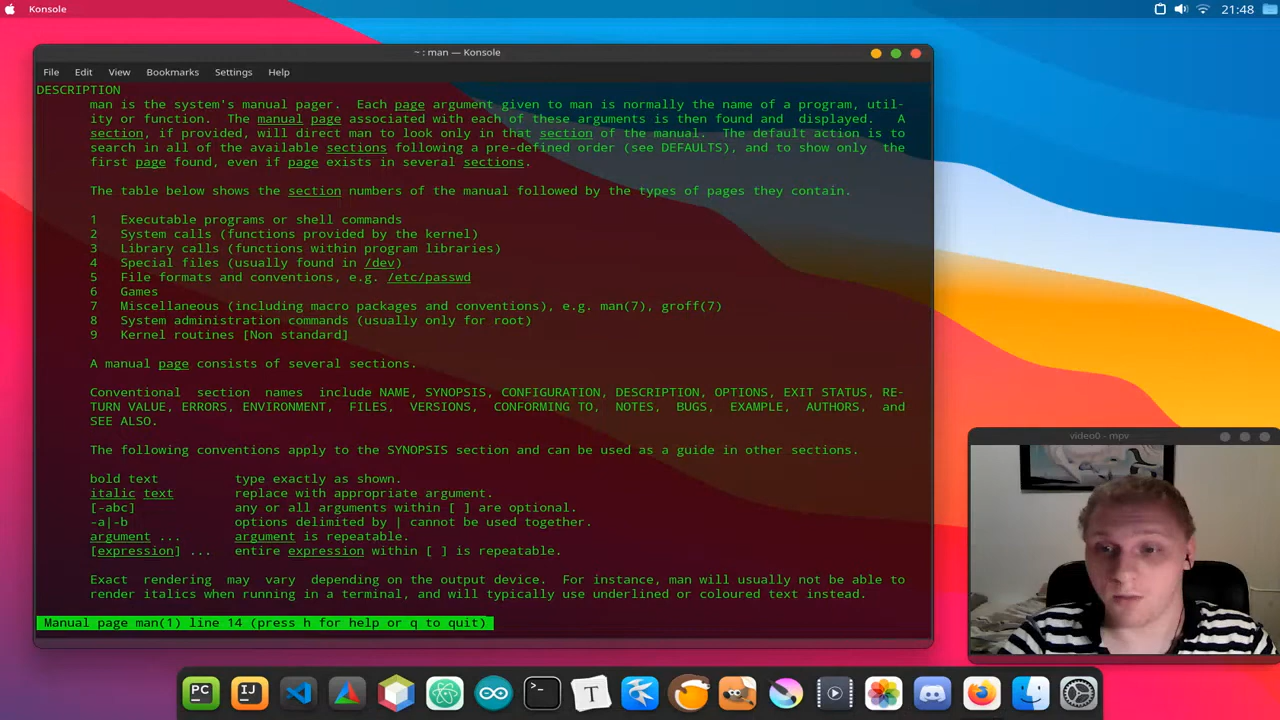 Konsole
21:48
~ : man — Konsole
File Edit View Bookmarks Settings Help
DESCRIPTION
man is the system's manual pager. Each page argument given to man is normally the name of a program, util-
ity or function. The manual page associated with each of these arguments is then found and displayed. A
section, if provided, will direct man to look only in that section of the manual. The default action is to
search in all of the available sections following a pre-defined order (see DEFAULTS), and to show only the
first page found, even if page exists in several sections.
The table below shows the section numbers of the manual followed by the types of pages they contain.
1 Executable programs or shell commands
2 System calls (functions provided by the kernel)
3 Library calls (functions within program libraries)
4 Special files (usually found in /dev)
5 File formats and conventions, e.g. /etc/passwd
6 Games
7 Miscellaneous (including macro packages and conventions), e.g. man(7), groff(7)
8 System administration commands (usually only for root)
9 Kernel routines [Non standard]
A manual page consists of several sections.
Conventional section names include NAME, SYNOPSIS, CONFIGURATION, DESCRIPTION, OPTIONS, EXIT STATUS, RE-
TURN VALUE, ERRORS, ENVIRONMENT, FILES, VERSIONS, CONFORMING TO, NOTES, BUGS, EXAMPLE, AUTHORS, and
SEE ALSO.
The following conventions apply to the SYNOPSIS section and can be used as a guide in other sections.
bold text type exactly as shown.
italic text replace with appropriate argument.
[-abc] any or all arguments within [ ] are optional.
-a|-b options delimited by | cannot be used together.
argument ... argument is repeatable.
[expression] ... entire expression within [ ] is repeatable.
Exact rendering may vary depending on the output device. For instance, man will usually not be able to
render italics when running in a terminal, and will typically use underlined or coloured text instead.
Manual page man(1) line 14 (press h for help or q to quit)
video0 - mpv
PC
IJ
>_
T